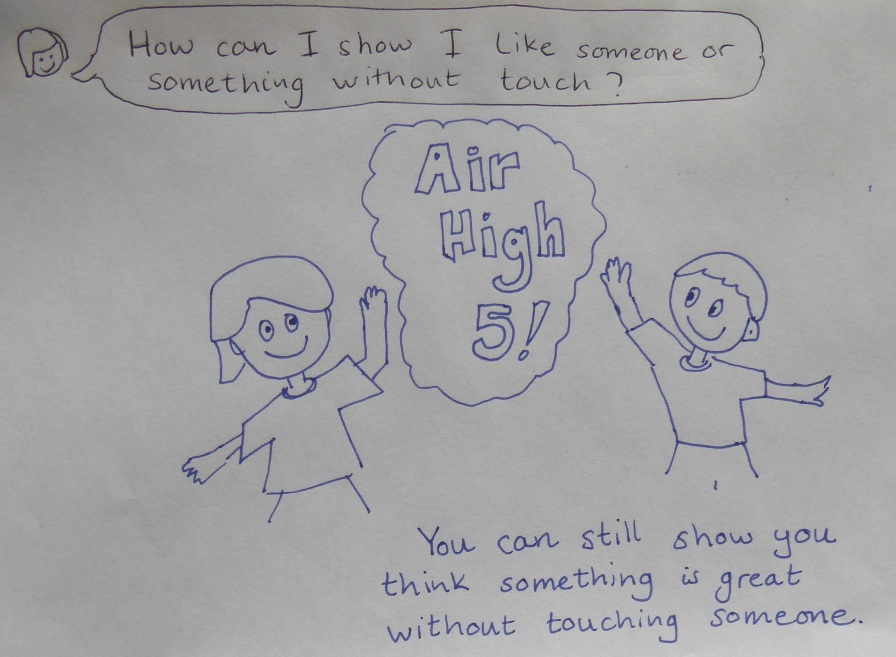 How can I show I like someone or
something without touch?
Air
High
5!
You can still show you
think something is great
without touching someone.